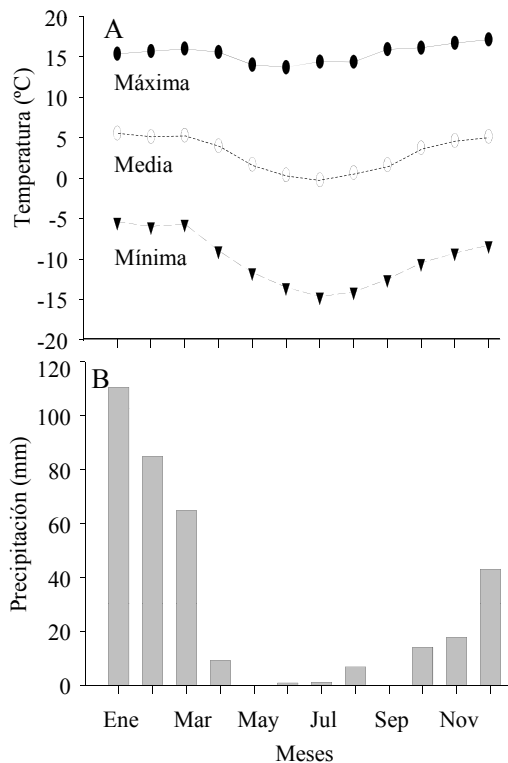 A
Temperatura (ºC)
20
15
10
5
0
-5
-10
-15
-20
Máxima
Media
Mínima
B
Precipitación (mm)
120
100
80
60
40
20
0
Ene Mar May Jul Sep Nov
Meses